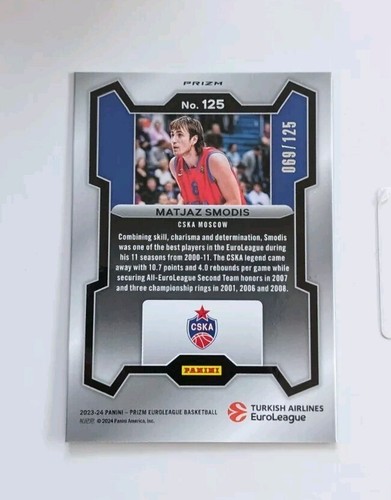 PRIZM
No. 125
069/125
MATJAZ SMODIS
CSKA MOSCOW
Combining skill, charisma and determination, Smodis
was one of the best players in the EuroLeague during
his 11 seasons from 2000-11. The CSKA legend came
away with 10.7 points and 4.0 rebounds per game while
securing All-EuroLeague Second Team honors in 2007
and three championship rings in 2001, 2006 and 2008.
CSKA
PANINI
2023-24 PANINI – PRIZM EUROLEAGUE BASKETBALL
© 2024 Panini America, Inc.
TURKISH AIRLINES
EuroLeague